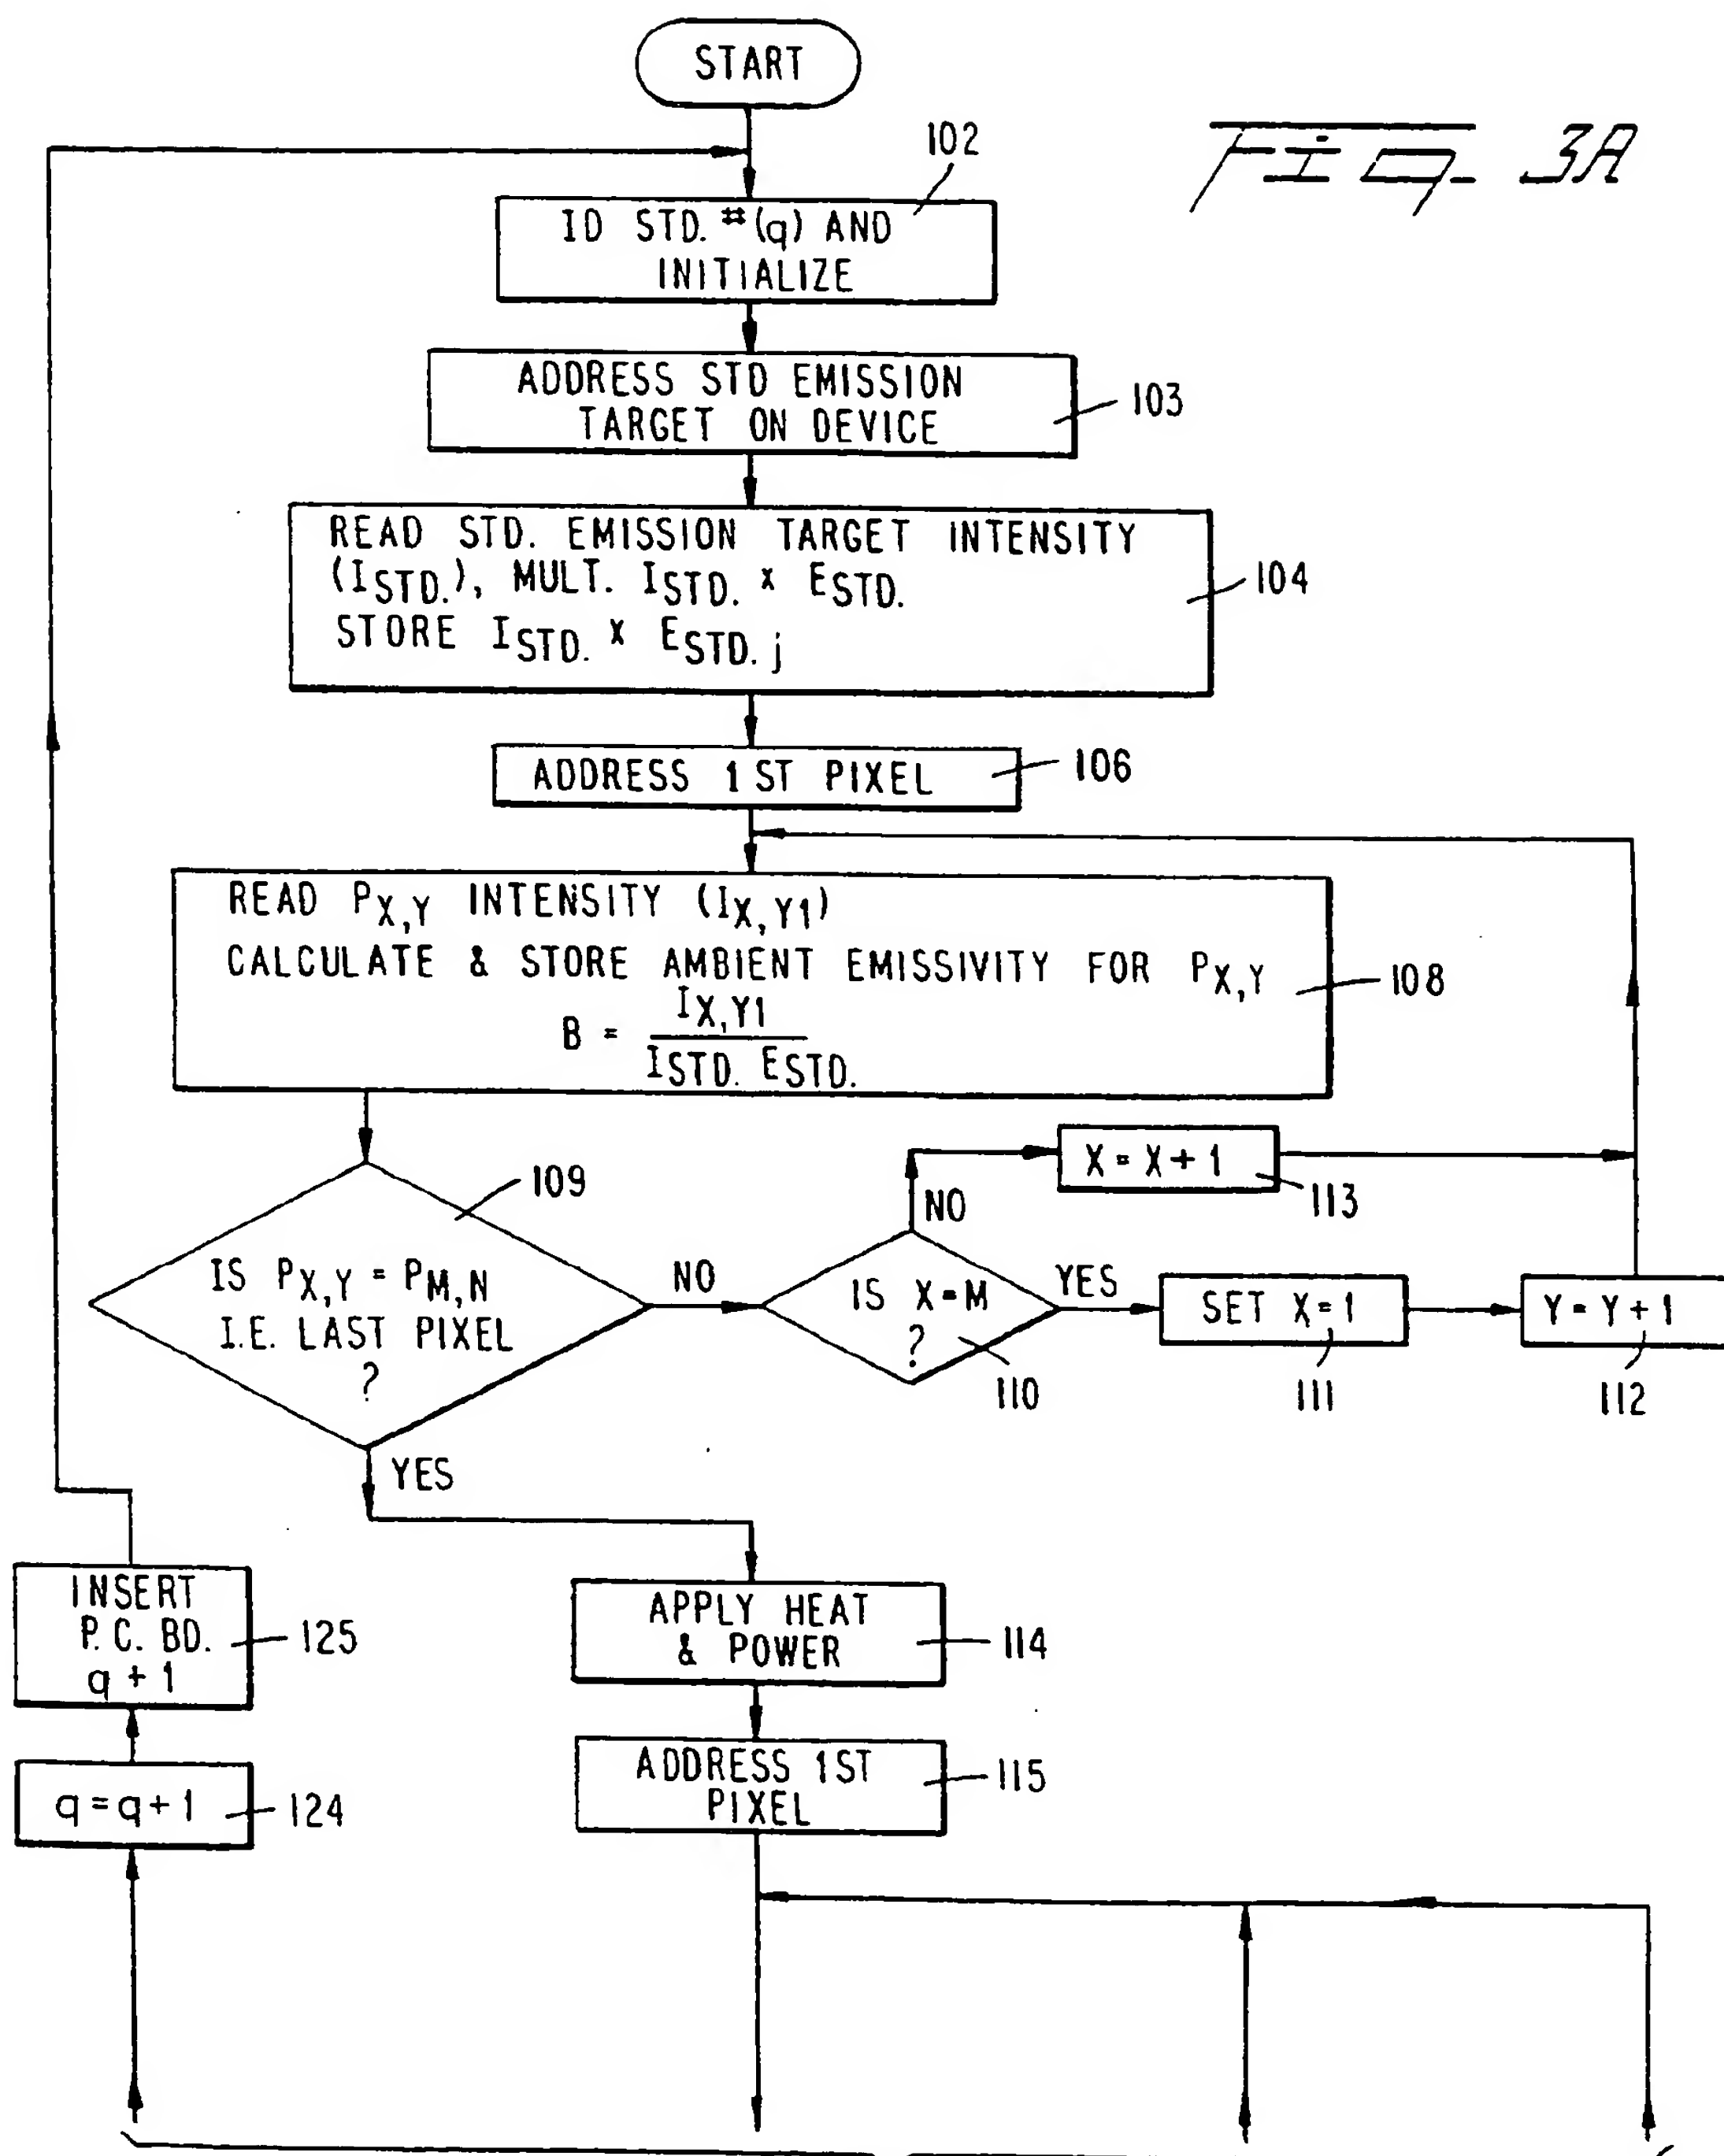 START
Fig. 3A
102
ID STD. #(q) AND
INITIALIZE
ADDRESS STD EMISSION
TARGET ON DEVICE
103
READ STD. EMISSION TARGET INTENSITY
(ISTD.), MULT. ISTD. x ESTD.
STORE ISTD. x ESTD. j
104
ADDRESS 1ST PIXEL
106
READ PX,Y INTENSITY (IX,Y1)
CALCULATE & STORE AMBIENT EMISSIVITY FOR PX,Y
B = IX,Y1
ISTD. ESTD.
108
109
IS PX,Y = PM,N
I.E. LAST PIXEL
?
NO
YES
IS X=M
?
110
NO
YES
X = X + 1
113
SET X=1
111
Y = Y + 1
112
INSERT
P.C. BD.
q + 1
125
q = q + 1
124
APPLY HEAT
& POWER
114
ADDRESS 1ST
PIXEL
115